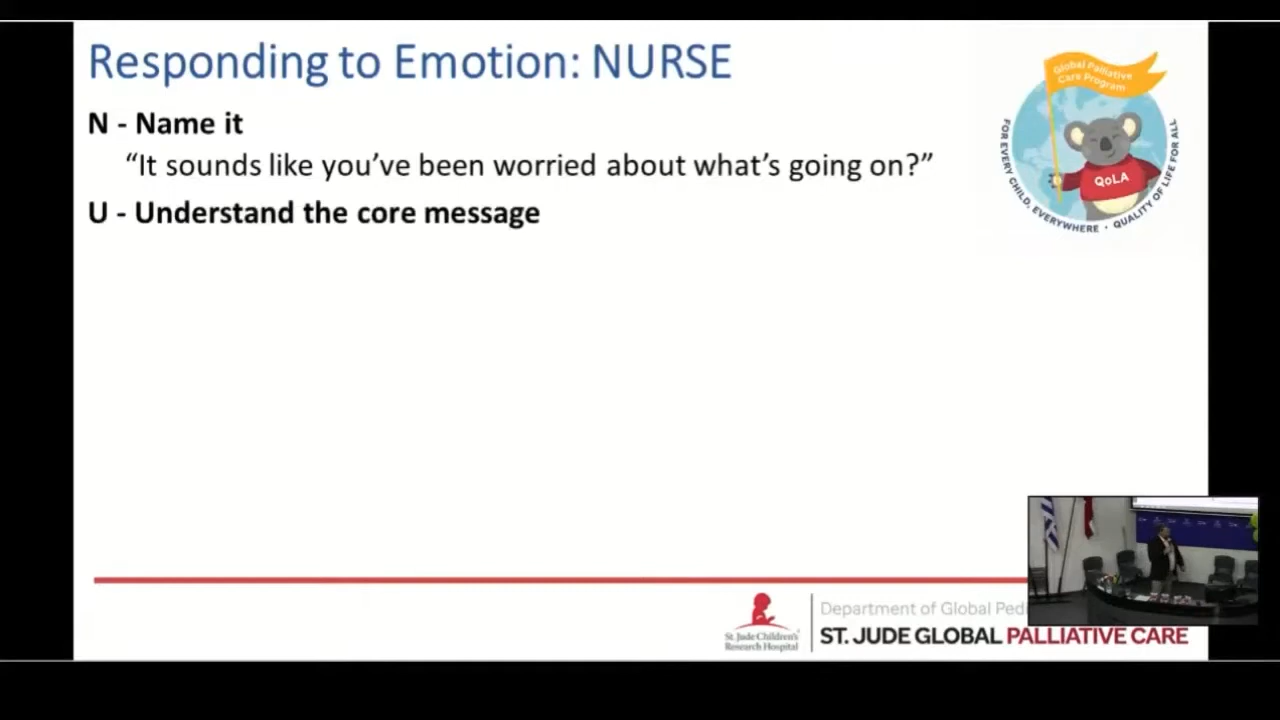 Responding to Emotion: NURSE
N - Name it
“It sounds like you’ve been worried about what’s going on?”
U - Understand the core message
Global Palliative
Care Program
QoLA
FOR EVERY CHILD, EVERYWHERE • QUALITY OF LIFE FOR ALL
St. Jude Children's
Research Hospital
Department of Global
ST. JUDE GLOBAL PALLIATIVE CARE